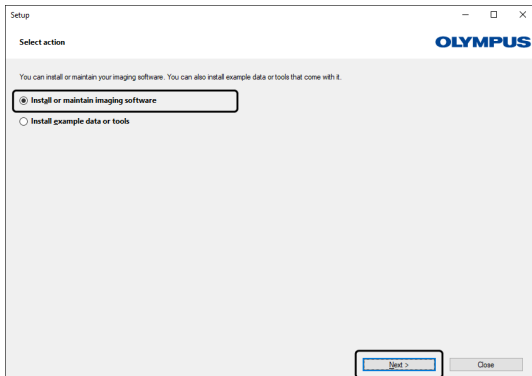 Setup
Select action
OLYMPUS
You can install or maintain your imaging software. You can also install example data or tools that come with it.
Install or maintain imaging software
Install example data or tools
Next >
Close